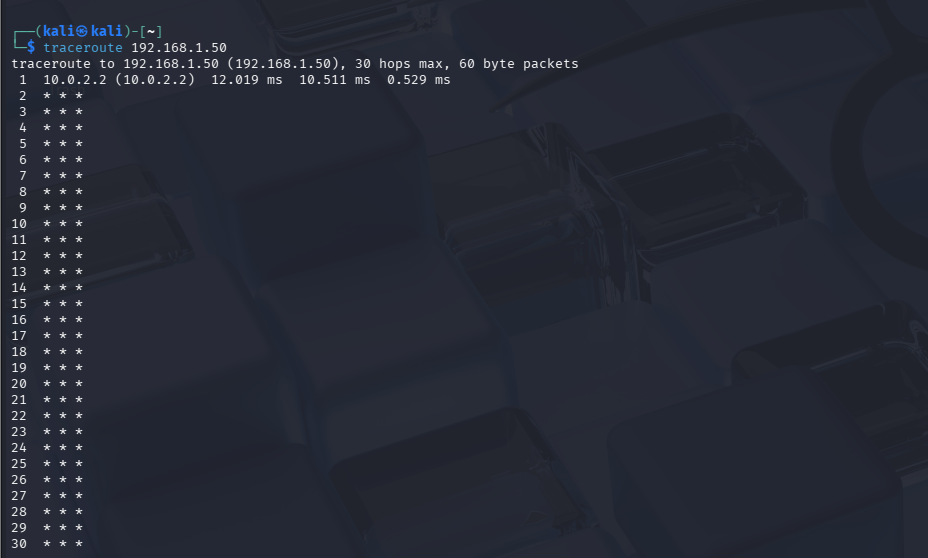 ┌──(kali㉿kali)-[~]
└─$ traceroute 192.168.1.50
traceroute to 192.168.1.50 (192.168.1.50), 30 hops max, 60 byte packets
 1  10.0.2.2 (10.0.2.2)  12.019 ms  10.511 ms  0.529 ms
 2  * * *
 3  * * *
 4  * * *
 5  * * *
 6  * * *
 7  * * *
 8  * * *
 9  * * *
10  * * *
11  * * *
12  * * *
13  * * *
14  * * *
15  * * *
16  * * *
17  * * *
18  * * *
19  * * *
20  * * *
21  * * *
22  * * *
23  * * *
24  * * *
25  * * *
26  * * *
27  * * *
28  * * *
29  * * *
30  * * *